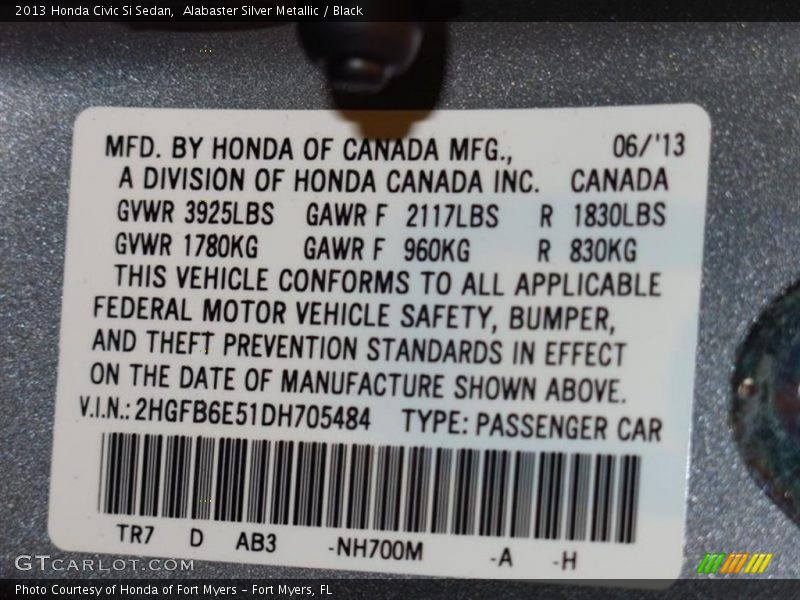 2013 Honda Civic Si Sedan,  Alabaster Silver Metallic / Black
MFD. BY HONDA OF CANADA MFG., 06/'13
A DIVISION OF HONDA CANADA INC. CANADA
GVWR 3925LBS GAWR F 2117LBS R 1830LBS
GVWR 1780KG GAWR F 960KG R 830KG
THIS VEHICLE CONFORMS TO ALL APPLICABLE
FEDERAL MOTOR VEHICLE SAFETY, BUMPER,
AND THEFT PREVENTION STANDARDS IN EFFECT
ON THE DATE OF MANUFACTURE SHOWN ABOVE.
V.I.N.: 2HGFB6E51DH705484 TYPE: PASSENGER CAR
TR7 D AB3 -NH700M -A -H
GTCARLOT.COM
Photo Courtesy of Honda of Fort Myers - Fort Myers, FL